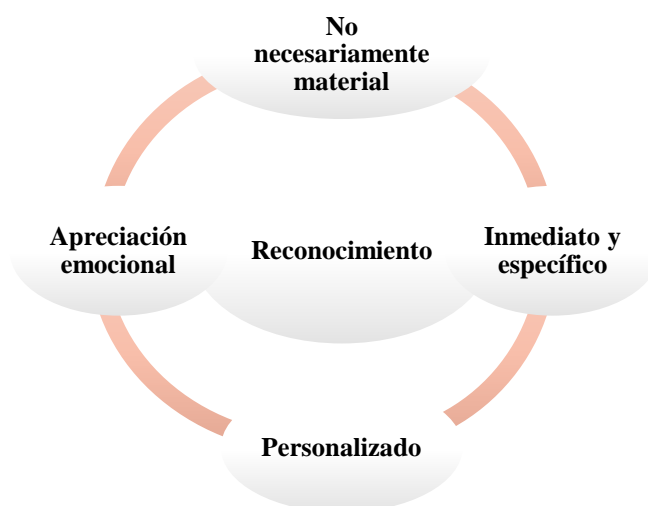 No
necesariamente
material
Apreciación
emocional
Reconocimiento
Inmediato y
específico
Personalizado